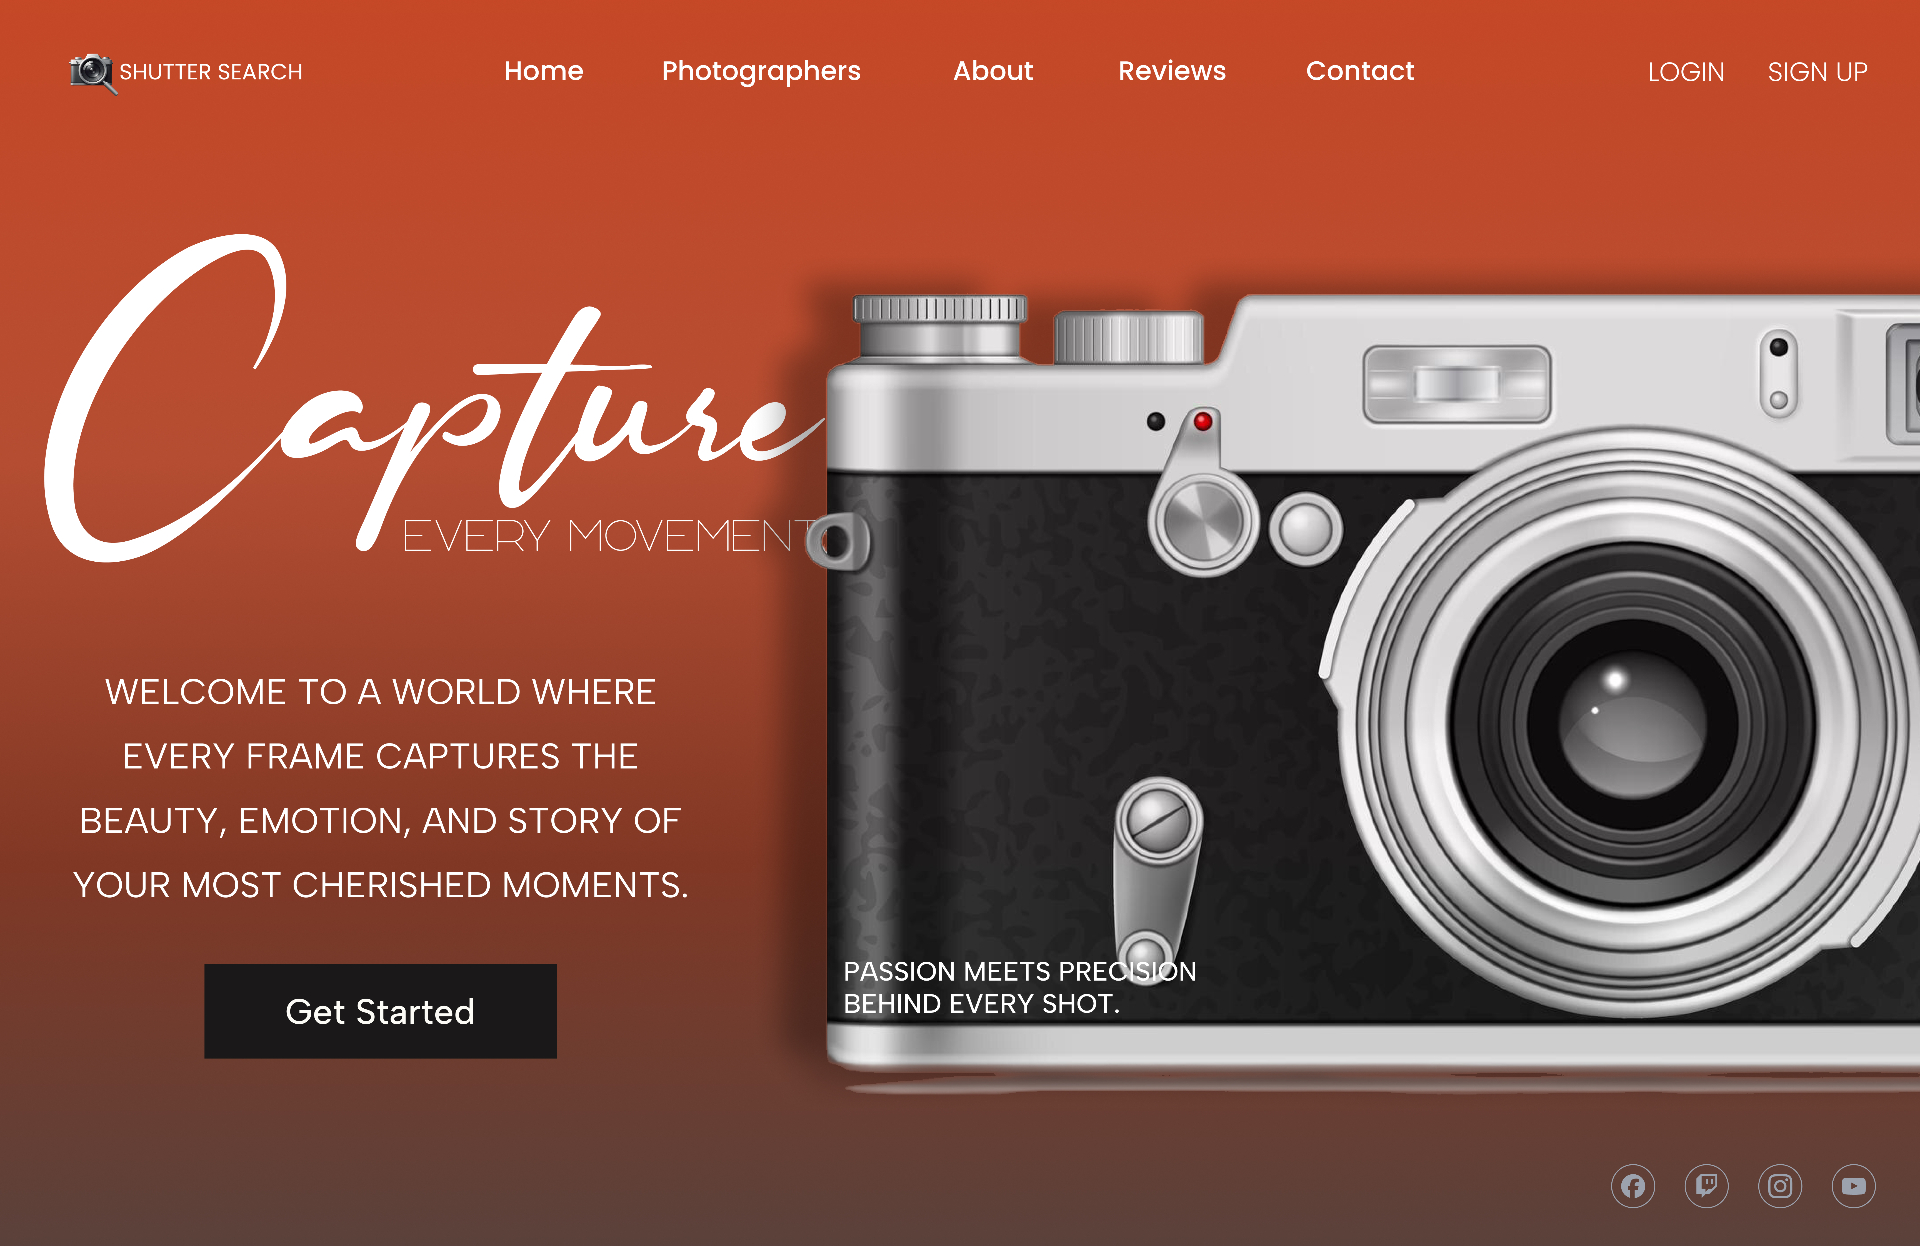 SHUTTER SEARCH
Home Photographers About Reviews Contact
LOGIN SIGN UP
Capture
EVERY MOVEMENT
WELCOME TO A WORLD WHERE
EVERY FRAME CAPTURES THE
BEAUTY, EMOTION, AND STORY OF
YOUR MOST CHERISHED MOMENTS.
Get Started
PASSION MEETS PRECISION
BEHIND EVERY SHOT.